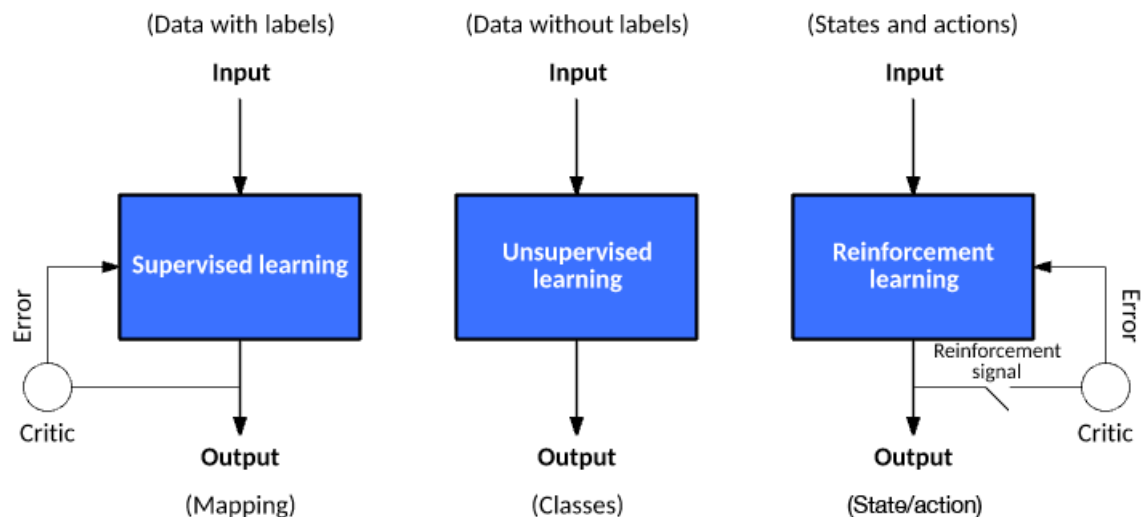 (Data with labels)
Input
Supervised learning
Error
Critic
Output
(Mapping)
(Data without labels)
Input
Unsupervised
learning
Output
(Classes)
(States and actions)
Input
Reinforcement
learning
Reinforcement
signal
Error
Critic
Output
(State/action)